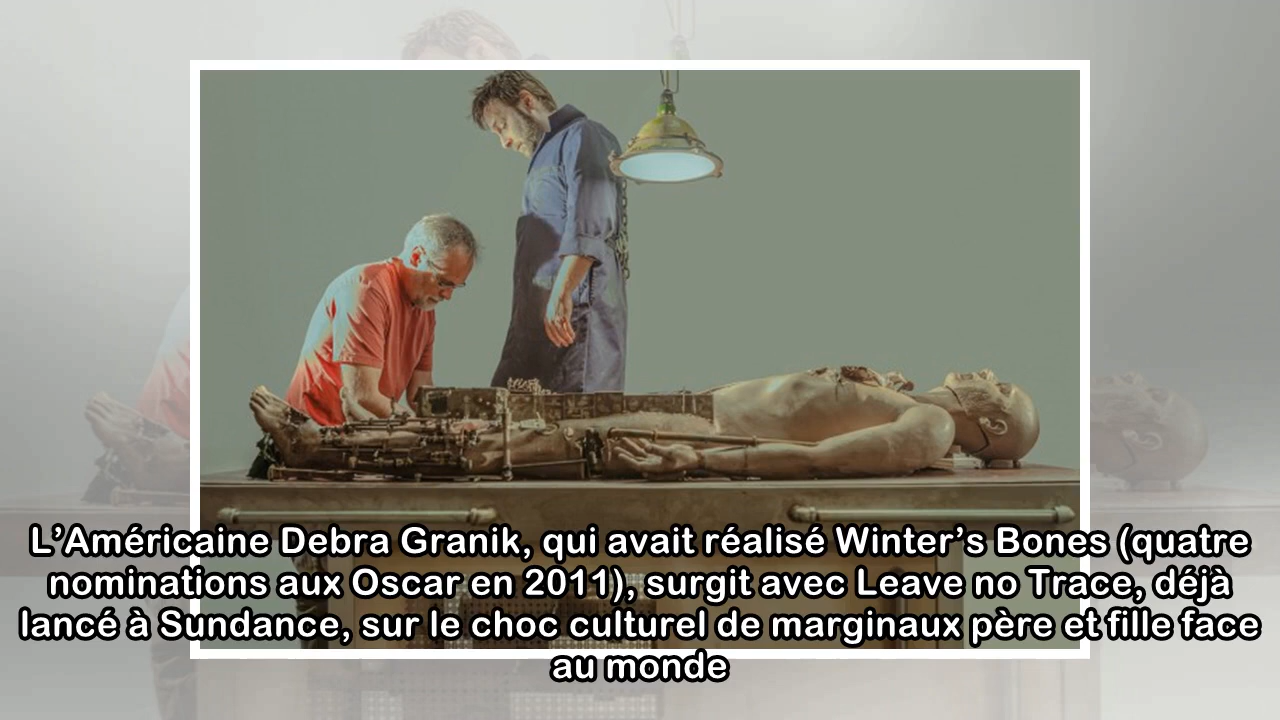 L’Américaine Debra Granik, qui avait réalisé Winter’s Bones (quatre
nominations aux Oscar en 2011), surgit avec Leave no Trace, déjà
lancé à Sundance, sur le choc culturel de marginaux père et fille face
au monde